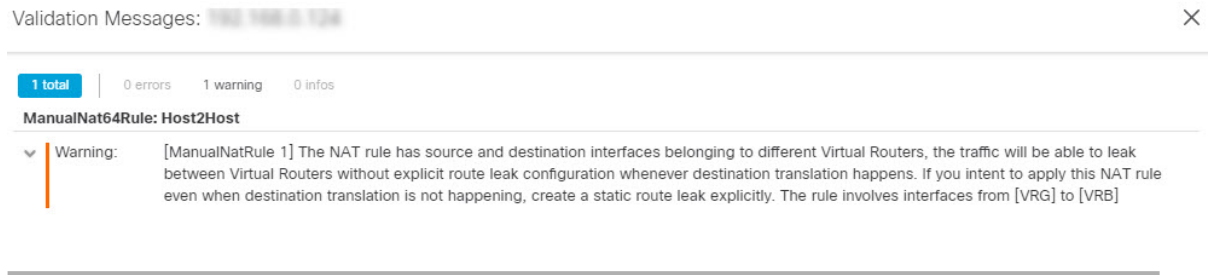 Validation Messages:
1 total 0 errors 1 warning 0 infos
ManualNat64Rule: Host2Host
Warning: [ManualNatRule 1] The NAT rule has source and destination interfaces belonging to different Virtual Routers, the traffic will be able to leak
between Virtual Routers without explicit route leak configuration whenever destination translation happens. If you intent to apply this NAT rule
even when destination translation is not happening, create a static route leak explicitly. The rule involves interfaces from [VRG] to [VRB]